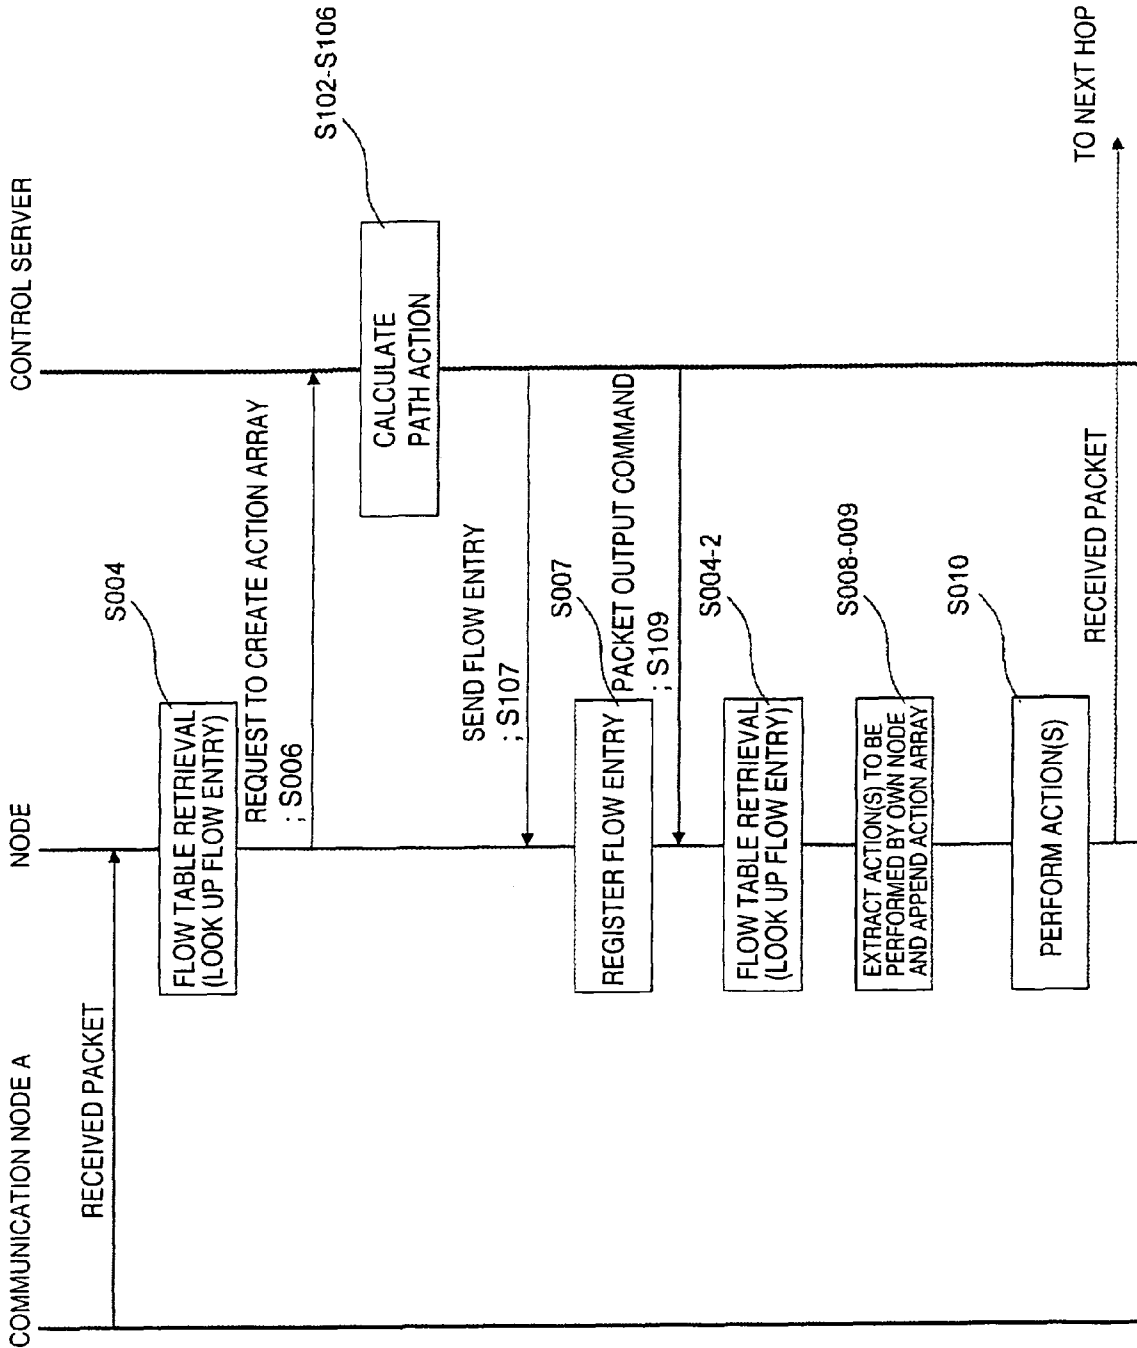 COMMUNICATION NODE A
NODE
CONTROL SERVER
RECEIVED PACKET
FLOW TABLE RETRIEVAL
(LOOK UP FLOW ENTRY)
S004
REQUEST TO CREATE ACTION ARRAY
; S006
CALCULATE
PATH ACTION
S102-S106
SEND FLOW ENTRY
; S107
REGISTER FLOW ENTRY
S007
PACKET OUTPUT COMMAND
; S109
FLOW TABLE RETRIEVAL
(LOOK UP FLOW ENTRY)
S004-2
EXTRACT ACTION(S) TO BE
PERFORMED BY OWN NODE
AND APPEND ACTION ARRAY
S008-009
PERFORM ACTION(S)
S010
RECEIVED PACKET
TO NEXT HOP